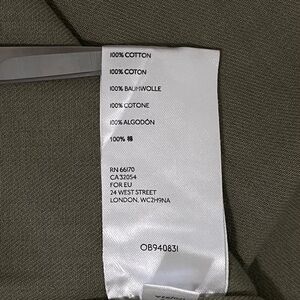 100% COTTON
100% COTON
100% BAUMWOLLE
100% COTONE
100% ALGODÓN
100% 棉
RN 66170
CA 32054
FOR EU
24 WEST STREET
LONDON, WC2H9NA
OB940831